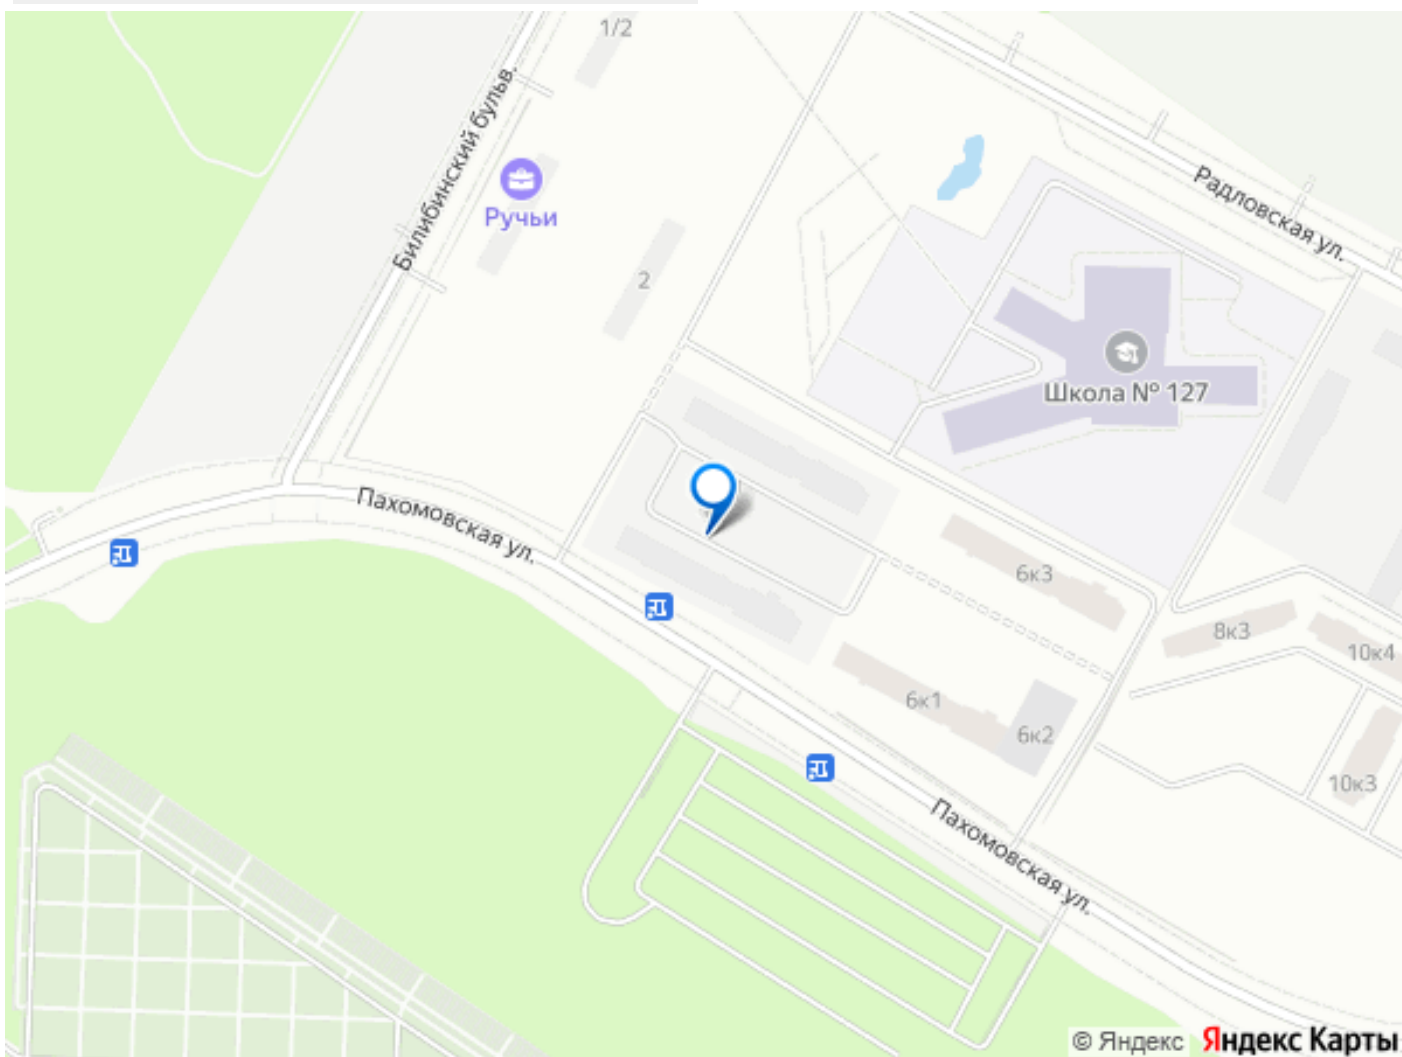 1/2
Билибинский бульв.
Ручьи
2
Радловская ул.
Школа № 127
Пахомовская ул.
6к3
8к3
10к4
6к1
6к2
10к3
Пахомовская ул.
© Яндекс Яндекс Карты